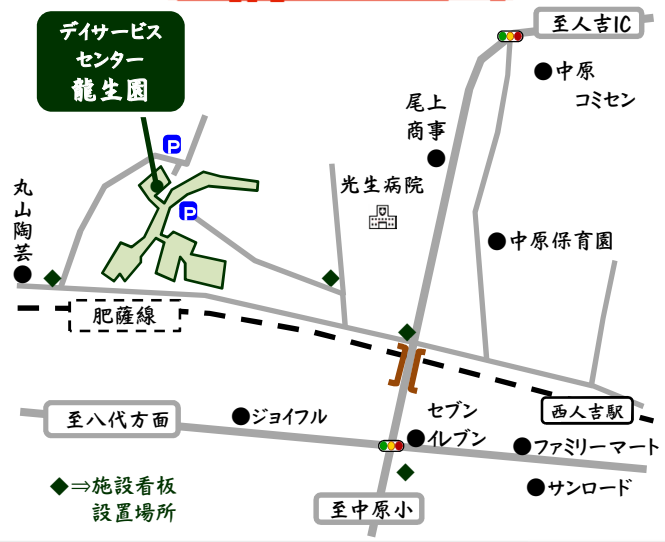 デイサービス
センター
龍生園
至人吉IC
中原
コミセン
尾上
商事
P
光生病院
丸山陶芸
P
中原保育園
肥薩線
西人吉駅
至八代方面
ジョイフル
セブン
イレブン
ファミリーマート
◆⇒施設看板
設置場所
サンロード
至中原小